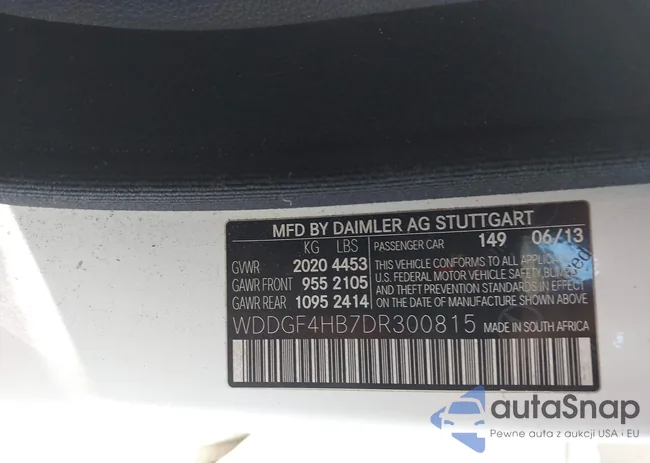 MFD BY DAIMLER AG STUTTGART
KG LBS PASSENGER CAR 149 06/13
GVWR 2020 4453 THIS VEHICLE CONFORMS TO ALL APPLICABLE
GAWR FRONT 955 2105 U.S. FEDERAL MOTOR VEHICLE SAFETY, BUMPER
GAWR REAR 1095 2414 AND THEFT PREVENTION STANDARDS IN EFFECT
ON THE DATE OF MANUFACTURE SHOWN ABOVE
WDDGF4HB7DR300815 MADE IN SOUTH AFRICA
autaSnap
Pewne auta z aukcji USA i EU